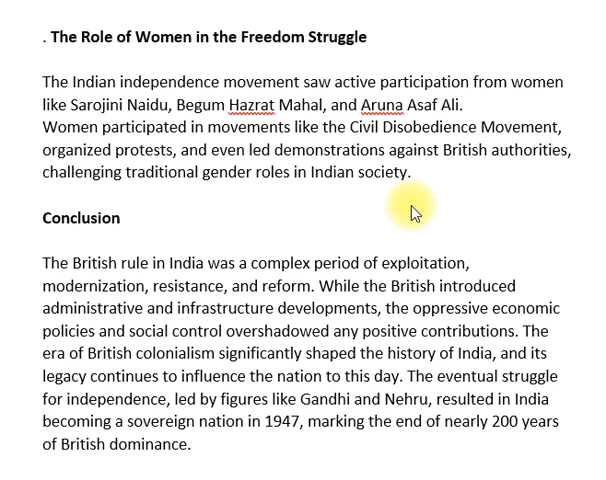 . The Role of Women in the Freedom Struggle
The Indian independence movement saw active participation from women
like Sarojini Naidu, Begum Hazrat Mahal, and Aruna Asaf Ali.
Women participated in movements like the Civil Disobedience Movement,
organized protests, and even led demonstrations against British authorities,
challenging traditional gender roles in Indian society.
Conclusion
The British rule in India was a complex period of exploitation,
modernization, resistance, and reform. While the British introduced
administrative and infrastructure developments, the oppressive economic
policies and social control overshadowed any positive contributions. The
era of British colonialism significantly shaped the history of India, and its
legacy continues to influence the nation to this day. The eventual struggle
for independence, led by figures like Gandhi and Nehru, resulted in India
becoming a sovereign nation in 1947, marking the end of nearly 200 years
of British dominance.